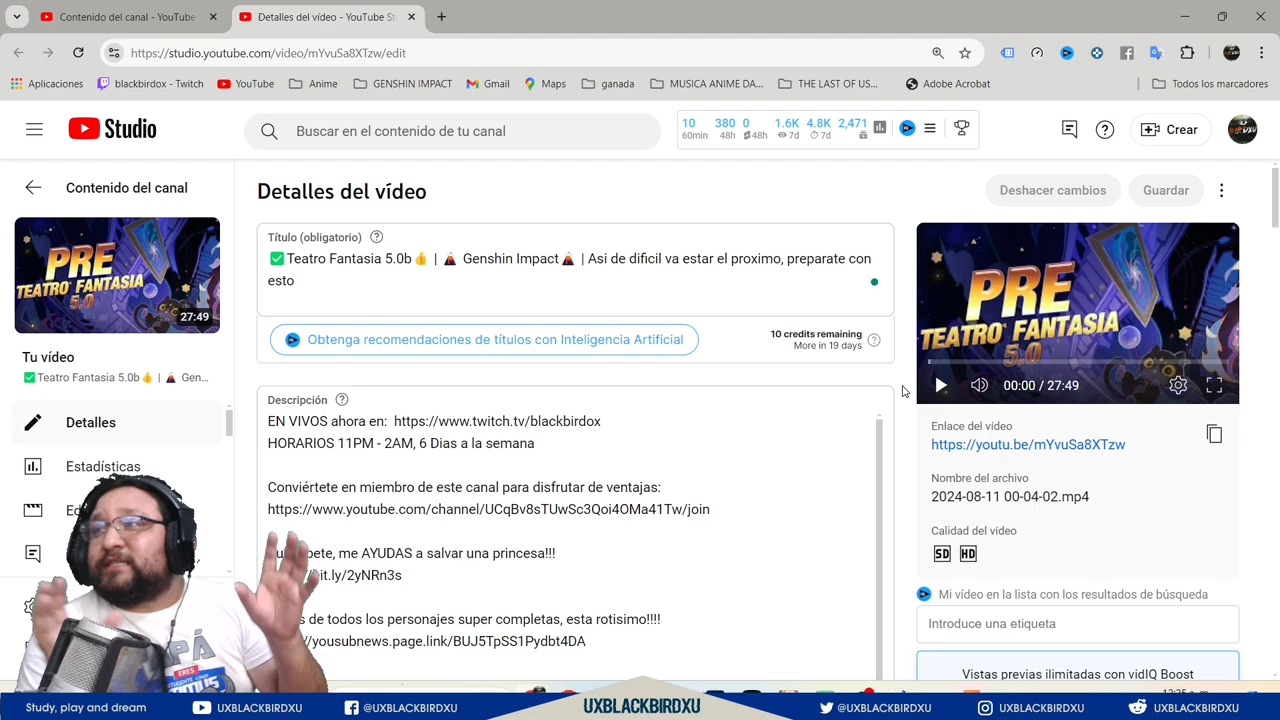 Contenido del canal - YouTube
Detalles del vídeo - YouTube St
https://studio.youtube.com/video/mYvuSa8XTzw/edit
Aplicaciones
blackbirdox - Twitch
YouTube
Anime
GENSHIN IMPACT
Gmail
Maps
ganada
MUSICA ANIME DA...
THE LAST OF US...
Adobe Acrobat
Todos los marcadores
Studio
Buscar en el contenido de tu canal
10 380 0 1.6K 4.8K 2,471
60min 48h 48h 7d 7d
Crear
Contenido del canal
Detalles del vídeo
Deshacer cambios
Guardar
PRE
TEATRO FANTASIA
5.0
27:49
Tu vídeo
✅Teatro Fantasia 5.0b👍 | 🌋 Gen...
Detalles
Estadísticas
Título (obligatorio)
✅Teatro Fantasia 5.0b👍 | 🌋 Genshin Impact🌋 | Asi de dificil va estar el proximo, preparate con
esto
Obtenga recomendaciones de títulos con Inteligencia Artificial
10 credits remaining
More in 19 days
Descripción
EN VIVOS ahora en: https://www.twitch.tv/blackbirdox
HORARIOS 11PM - 2AM, 6 Dias a la semana
Conviértete en miembro de este canal para disfrutar de ventajas:
https://www.youtube.com/channel/UCqBv8sTUwSc3Qoi4OMa41Tw/join
me AYUDAS a salvar una princesa!!!
it.ly/2yNRn3s
de todos los personajes super completas, esta rotisimo!!!!
/yousubnews.page.link/BUJ5TpSS1Pydbt4DA
PRE
TEATRO FANTASIA
5.0
00:00 / 27:49
Enlace del vídeo
https://youtu.be/mYvuSa8XTzw
Nombre del archivo
2024-08-11 00-04-02.mp4
Calidad del vídeo
SD HD
Mi vídeo en la lista con los resultados de búsqueda
Introduce una etiqueta
Vistas previas ilimitadas con vidIQ Boost
PAPÁ
ERES
Study, play and dream
UXBLACKBIRDXU
@UXBLACKBIRDXU
UXBLACKBIRDXU
@UXBLACKBIRDXU
UXBLACKBIRDXU
UXBLACKBIRDXU